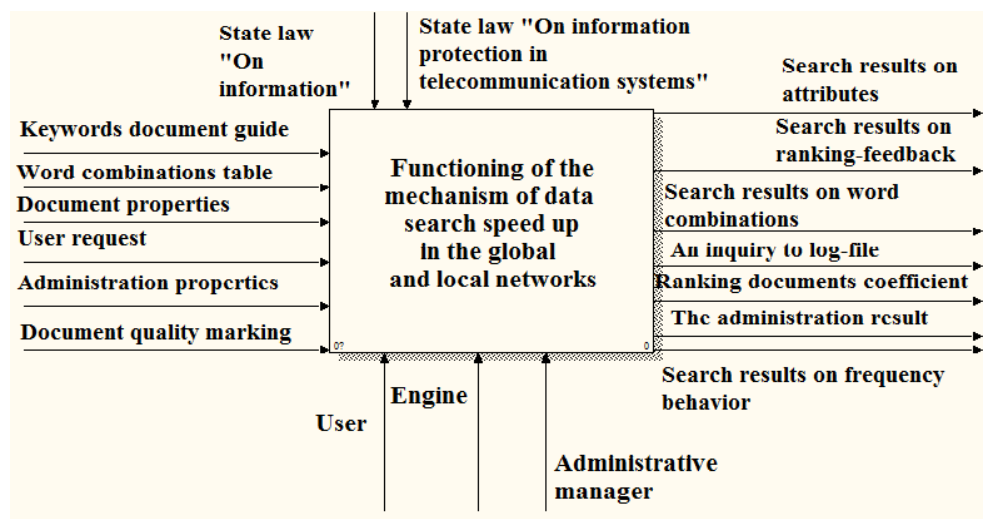 State law
"On
information"
State law "On information
protection in
telecommunication systems"
Keywords document guide
Word combinations table
Document properties
User request
Administration properties
Document quality marking
Functioning of the
mechanism of data
search speed up
in the global
and local networks
0?
0
Search results on
attributes
Search results on
ranking-feedback
Search results on word
combinations
An inquiry to log-file
Ranking documents coefficient
The administration result
Search results on frequency
behavior
User
Engine
Administrative
manager